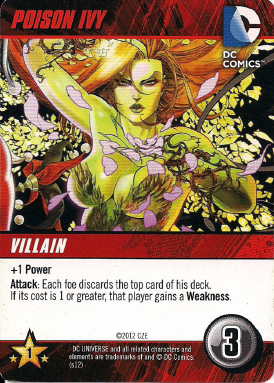 POISON IVY
DC
DC
COMICS™
VILLAIN
+1 Power
Attack: Each foe discards the top card of his deck.
If its cost is 1 or greater, that player gains a Weakness.
©2012 CZE
1
DC UNIVERSE and all related characters and
elements are trademarks of and © DC Comics.
(s12)
3